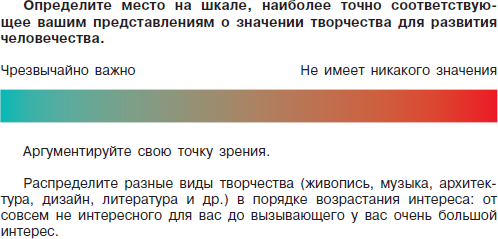 Определите место на шкале, наиболее точно соответствую-
щее вашим представлениям о значении творчества для развития
человечества.
Чрезвычайно важно Не имеет никакого значения
Аргументируйте свою точку зрения.
Распределите разные виды творчества (живопись, музыка, архитек-
тура, дизайн, литература и др.) в порядке возрастания интереса: от
совсем не интересного для вас до вызывающего у вас очень большой
интерес.